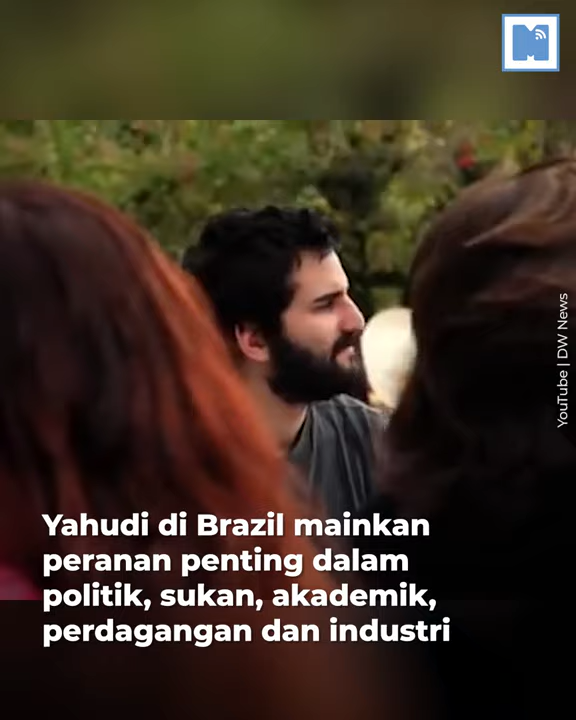 YouTube | DW News
Yahudi di Brazil mainkan
peranan penting dalam
politik, sukan, akademik,
perdagangan dan industri